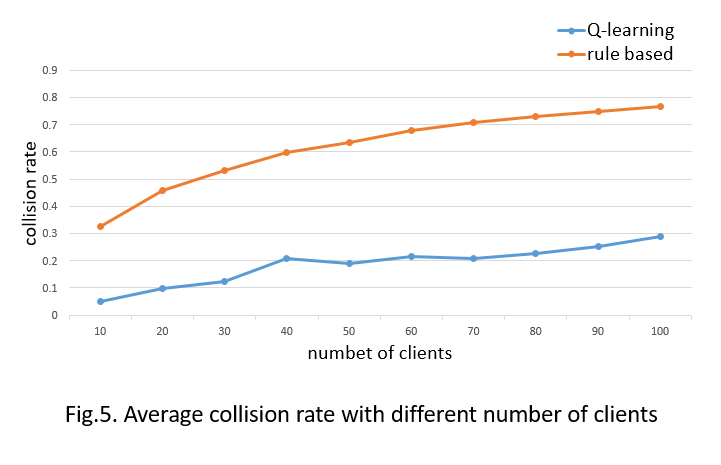 Q-learning
rule based
0.9
0.8
0.7
0.6
0.5
0.4
0.3
0.2
0.1
0
collision rate
10 20 30 40 50 60 70 80 90 100
numbet of clients
Fig.5. Average collision rate with different number of clients